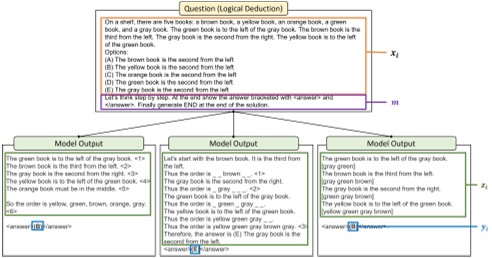 Question (Logical Deduction)
On a shelf, there are five books: a brown book, a yellow book, an orange book, a green
book, and a gray book. The green book is to the left of the gray book. The brown book is the
third from the left. The gray book is the second from the right. The yellow book is to the left
of the green book.
Options:
(A) The brown book is the second from the left
(B) The yellow book is the second from the left
(C) The orange book is the second from the left
(D) The green book is the second from the left
(E) The gray book is the second from the left
Let's think step by step. At the end show the answer bracketed with <answer> and
</answer>. Finally generate END at the end of the solution.
x_i
m
Model Output
The green book is to the left of the gray book. <1>
The brown book is the third from the left. <2>
The gray book is the second from the right. <3>
The yellow book is to the left of the green book. <4>
The orange book must be in the middle. <5>
So the order is yellow, green, brown, orange, gray.
<6>
<answer>(B)</answer>
Model Output
Let's start with the brown book. It is the third from
the left.
Thus the order is _ _ brown _ _. <1>
The gray book is the second from the right.
Thus the order is _ gray _ _ _. <2>
The green book is to the left of the gray book.
Thus the order is _ green _ gray _ _.
The yellow book is to the left of the green book.
Thus the order is yellow green gray _ _.
Thus the order is yellow green gray brown gray. <3>
Therefore, the answer is (E) The gray book is the
second from the left.
<answer>(E)</answer>
Model Output
The green book is to the left of the gray book.
[gray green]
The brown book is the third from the left.
[gray green brown]
The gray book is the second from the right.
[green gray brown]
The yellow book is to the left of the green book.
[yellow green gray brown]
<answer>(B)</answer>
z_i
y_i